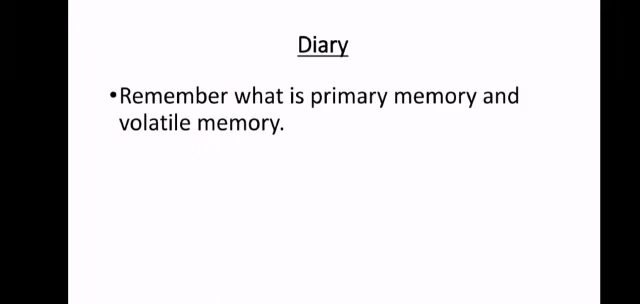 Diary
•Remember what is primary memory and
volatile memory.